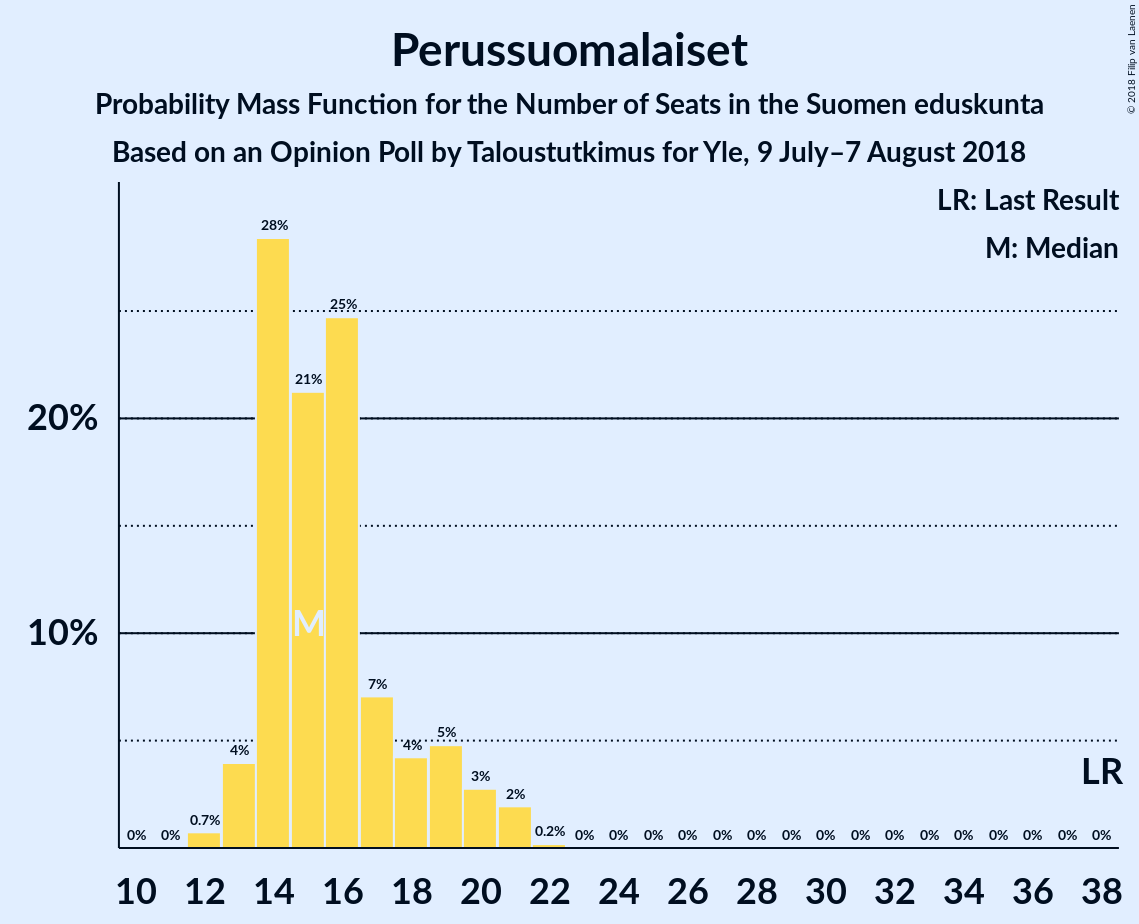 Perussuomalaiset
Probability Mass Function for the Number of Seats in the Suomen eduskunta
Based on an Opinion Poll by Taloustutkimus for Yle, 9 July–7 August 2018
© 2018 Filip van Laenen
LR: Last Result
M: Median
28%
25%
21%
20%
M
10%
7%
5%
4% 4%
LR
3%
2%
0% 0% 0.7% 0.2% 0% 0% 0% 0% 0% 0% 0% 0% 0% 0% 0% 0% 0% 0% 0% 0%
10 12 14 16 18 20 22 24 26 28 30 32 34 36 38